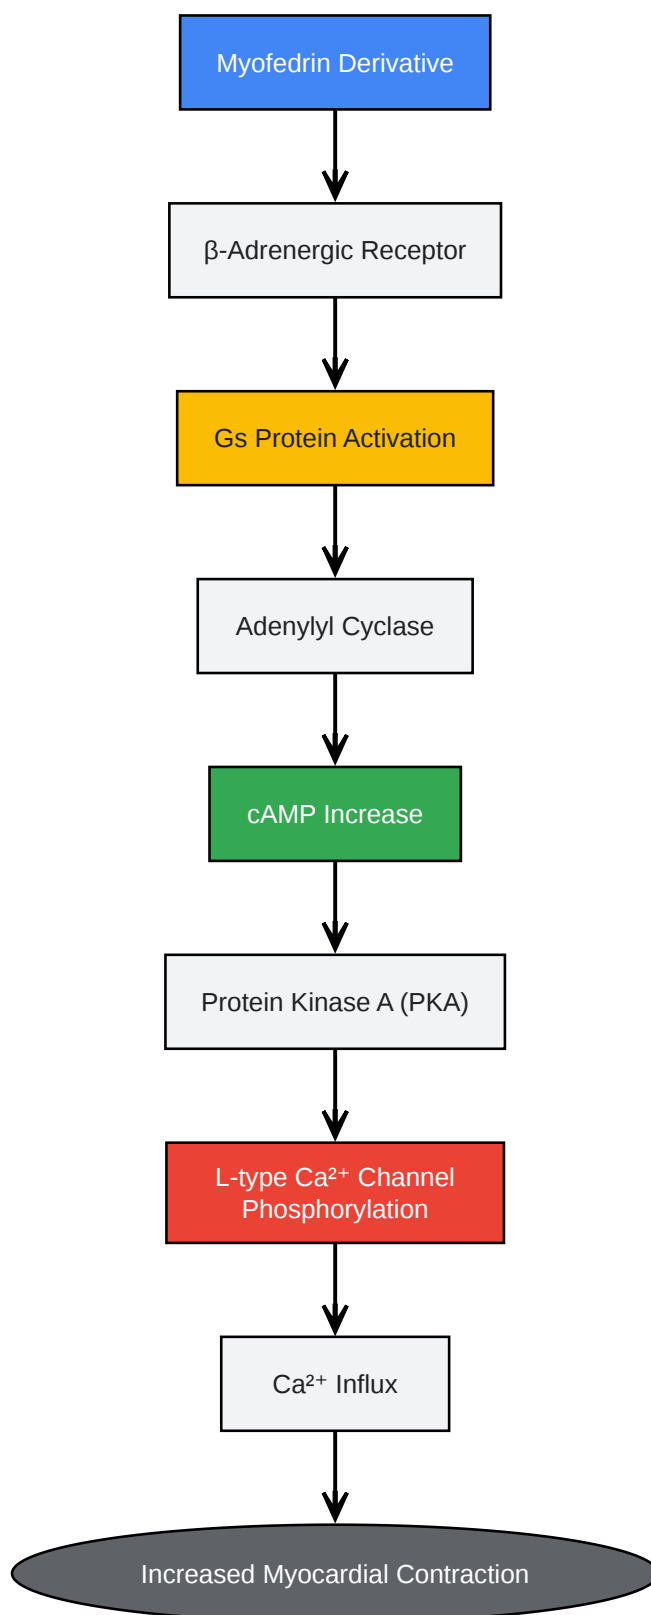 Myofedrin Derivative
β-Adrenergic Receptor
Gs Protein Activation
Adenylyl Cyclase
cAMP Increase
Protein Kinase A (PKA)
L-type Ca²⁺ Channel
Phosphorylation
Ca²⁺ Influx
Increased Myocardial Contraction